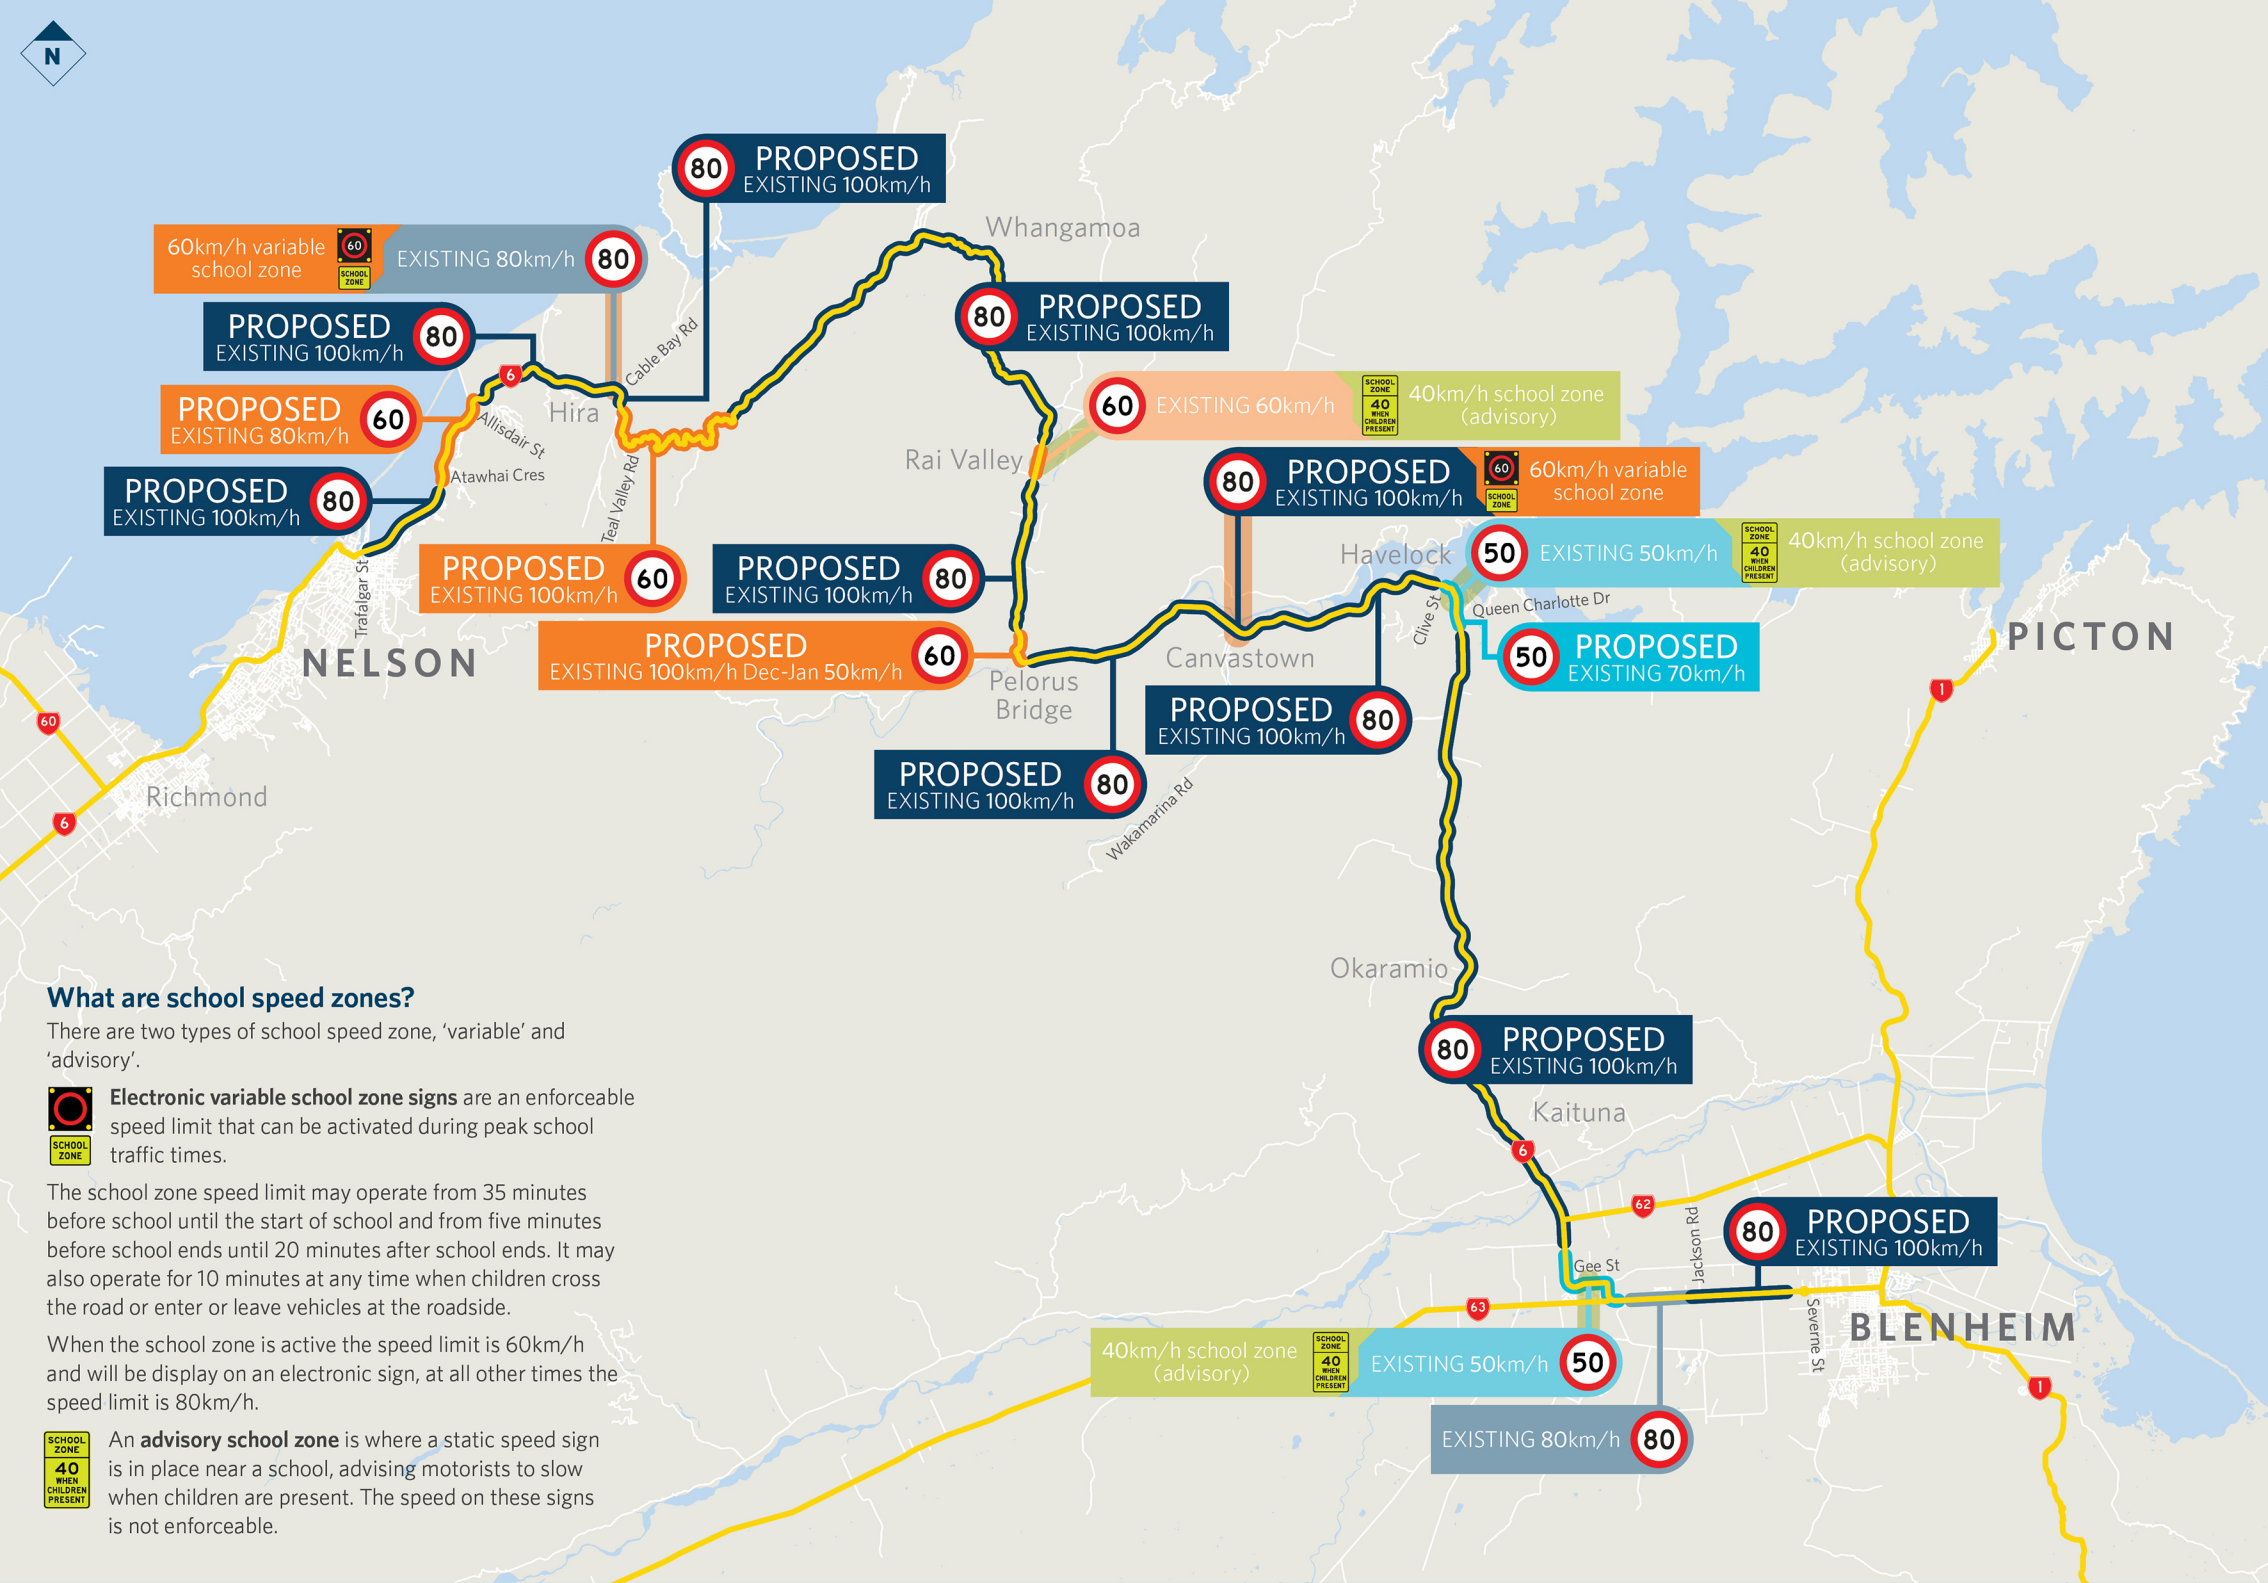 N
80
PROPOSED
EXISTING 100km/h
Whangamoa
60km/h variable
school zone
60
SCHOOL
ZONE
EXISTING 80km/h
80
PROPOSED
EXISTING 100km/h
80
80
PROPOSED
EXISTING 100km/h
Cable Bay Rd
6
Hira
PROPOSED
EXISTING 80km/h
60
Allisdair St
60
EXISTING 60km/h
SCHOOL
ZONE
40
WHEN
CHILDREN
PRESENT
40km/h school zone
(advisory)
Rai Valley
Atawhai Cres
Teal Valley Rd
PROPOSED
EXISTING 100km/h
80
80
PROPOSED
EXISTING 100km/h
60
SCHOOL
ZONE
60km/h variable
school zone
Trafalgar St
PROPOSED
EXISTING 100km/h
60
PROPOSED
EXISTING 100km/h
80
Havelock
50
EXISTING 50km/h
SCHOOL
ZONE
40
WHEN
CHILDREN
PRESENT
40km/h school zone
(advisory)
Clive St
Queen Charlotte Dr
NELSON
PROPOSED
EXISTING 100km/h Dec-Jan 50km/h
60
Pelorus
Bridge
Canvastown
50
PROPOSED
EXISTING 70km/h
PICTON
1
60
PROPOSED
EXISTING 100km/h
80
PROPOSED
EXISTING 100km/h
80
Wakamarina Rd
Richmond
6
Okaramio
80
PROPOSED
EXISTING 100km/h
Kaituna
6
62
Jackson Rd
80
PROPOSED
EXISTING 100km/h
Gee St
63
Severne St
BLENHEIM
1
40km/h school zone
(advisory)
SCHOOL
ZONE
40
WHEN
CHILDREN
PRESENT
EXISTING 50km/h
50
EXISTING 80km/h
80
What are school speed zones?
There are two types of school speed zone, ‘variable’ and
‘advisory’.
SCHOOL
ZONE
Electronic variable school zone signs are an enforceable
speed limit that can be activated during peak school
traffic times.
The school zone speed limit may operate from 35 minutes
before school until the start of school and from five minutes
before school ends until 20 minutes after school ends. It may
also operate for 10 minutes at any time when children cross
the road or enter or leave vehicles at the roadside.
When the school zone is active the speed limit is 60km/h
and will be display on an electronic sign, at all other times the
speed limit is 80km/h.
SCHOOL
ZONE
40
WHEN
CHILDREN
PRESENT
An advisory school zone is where a static speed sign
is in place near a school, advising motorists to slow
when children are present. The speed on these signs
is not enforceable.